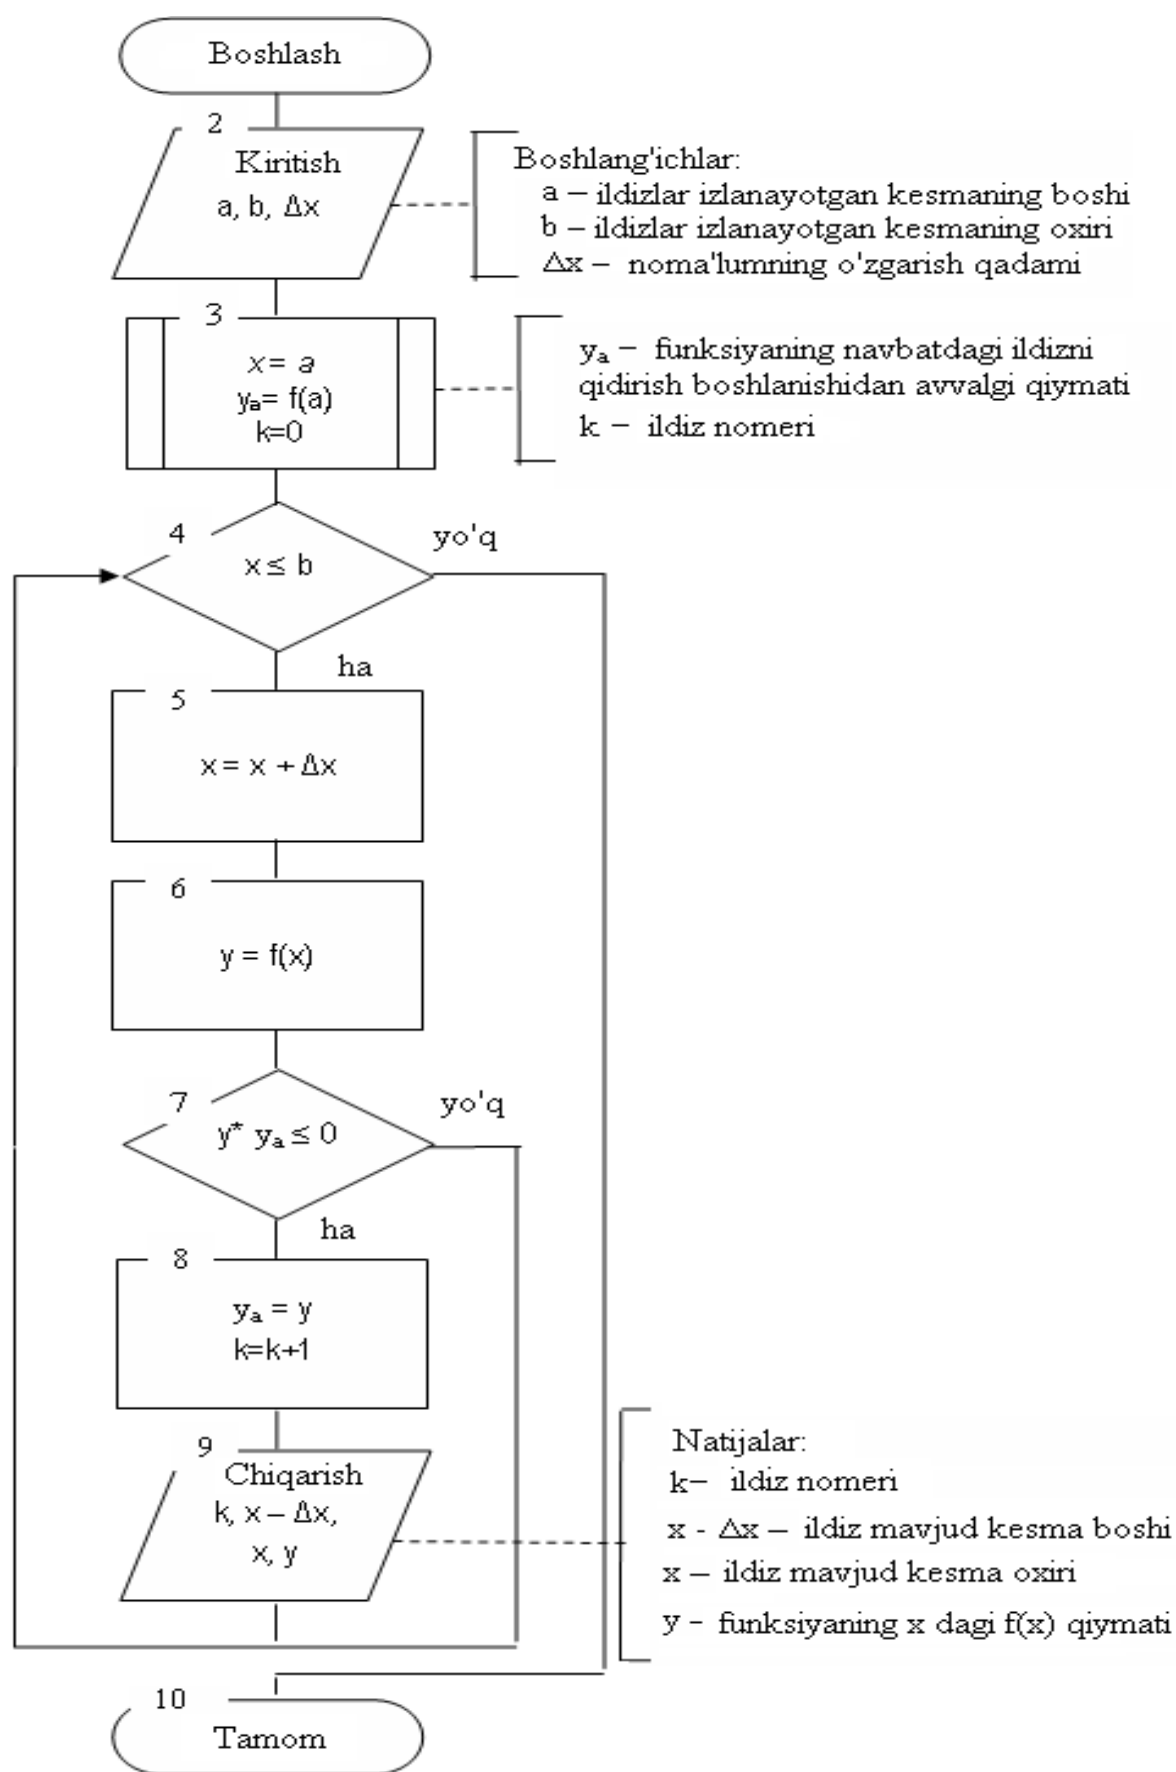 Boshlash
2
Kiritish
a, b, Δx
Boshlang'ichlar:
a – ildizlar izlanayotgan kesmaning boshi
b – ildizlar izlanayotgan kesmaning oxiri
Δx – noma'lumning o'zgarish qadami
3
x = a
yₐ= f(a)
k=0
yₐ – funksiyaning navbatdagi ildizni
qidirish boshlanishidan avvalgi qiymati
k – ildiz nomeri
4
x ≤ b
yo'q
ha
5
x = x + Δx
6
y = f(x)
7
y* yₐ ≤ 0
yo'q
ha
8
yₐ = y
k=k+1
9
Chiqarish
k, x – Δx,
x, y
Natijalar:
k– ildiz nomeri
x - Δx – ildiz mavjud kesma boshi
x – ildiz mavjud kesma oxiri
y - funksiyaning x dagi f(x) qiymati
10
Tamom